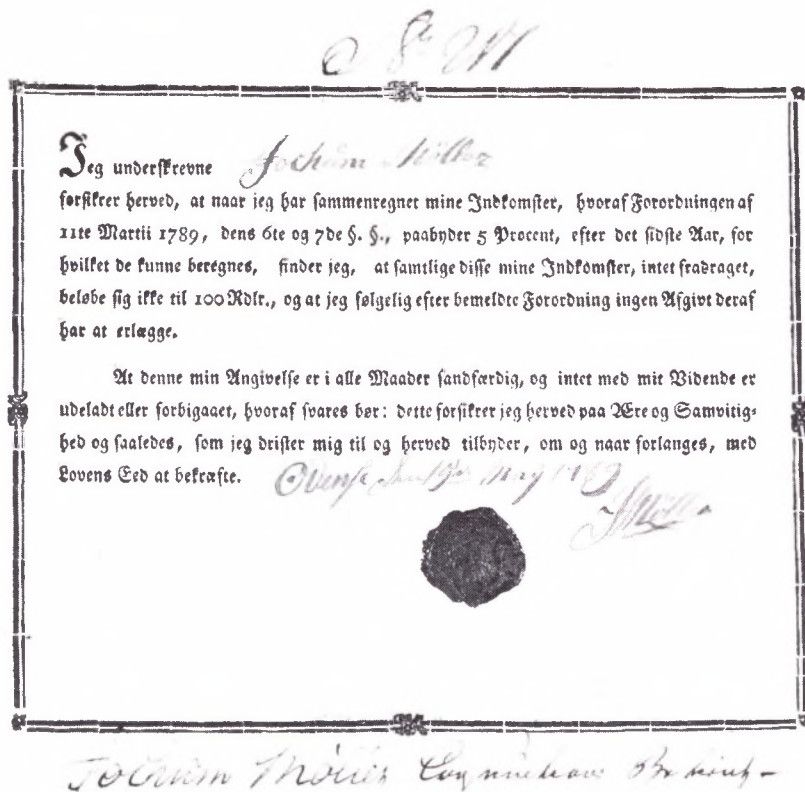 Jeg underskrevne Jochum Möller
forsikrer herved, at naar jeg har sammenregnet mine Indkomster, hvoraf Forordningen af
11te Martii 1789, dens 6te og 7de §. §., paabyder 5 Procent, efter det sidste Aar, for
hvilket de kunne beregnes, finder jeg, at samtlige disse mine Indkomster, intet fradraget,
beløbe sig ikke til 100 Rdlr., og at jeg følgelig efter bemeldte Forordning ingen Afgivt deraf
har at erlægge.
At denne min Angivelse er i alle Maader sandfærdig, og intet med mit Vidende er
udeladt eller forbigaaet, hvoraf svares bør: dette forsikrer jeg herved paa Ære og Samvittig-
hed og saaledes, som jeg drister mig til og herved tilbyder, om og naar forlanges, med
Lovens Eed at bekræfte. Odense May
JMöller
Jochum Möller